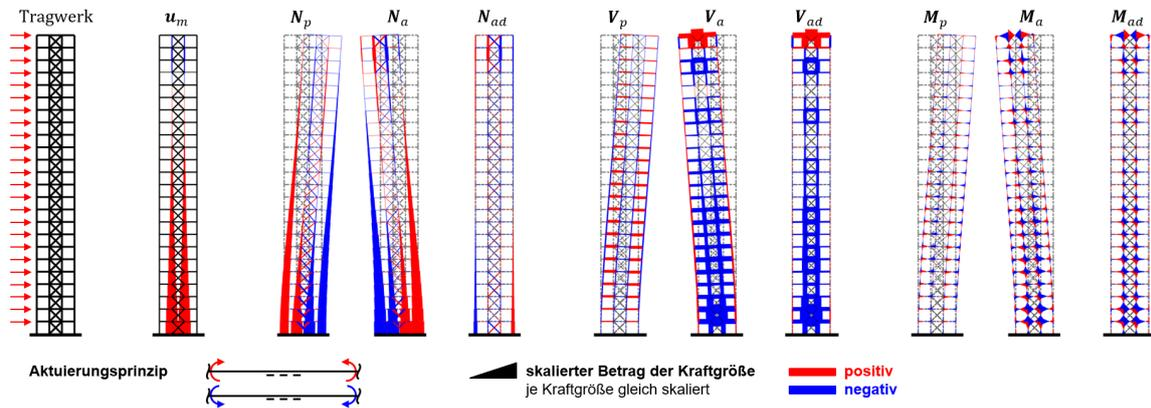 Tragwerk u_m N_p N_a N_ad V_p V_a V_ad M_p M_a M_ad
Aktuierungsprinzip
skalierter Betrag der Kraftgröße
je Kraftgröße gleich skaliert
positiv
negativ